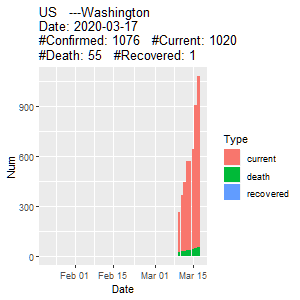 US   ---Washington
Date: 2020-03-17
#Confirmed: 1076   #Current: 1020
#Death: 55   #Recovered: 1
Num
900
600
300
0
Feb 01
Feb 15
Mar 01
Mar 15
Date
Type
current
death
recovered